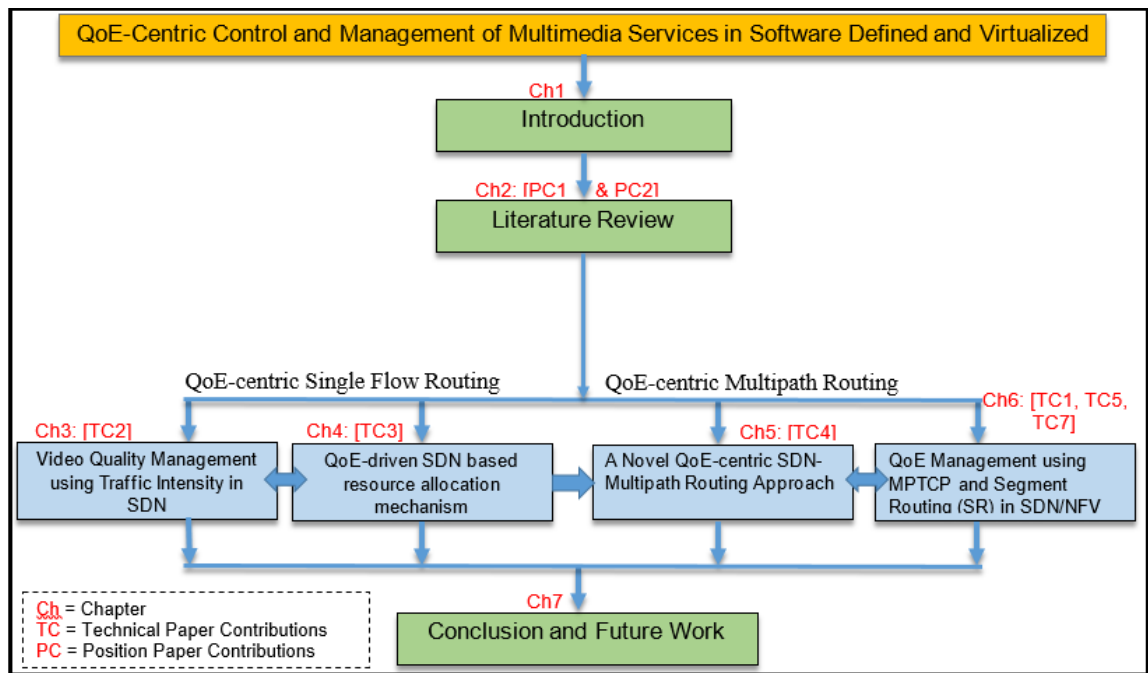 QoE-Centric Control and Management of Multimedia Services in Software Defined and Virtualized
Ch1
Introduction
Ch2: [PC1 & PC2]
Literature Review
QoE-centric Single Flow Routing
QoE-centric Multipath Routing
Ch3: [TC2]
Video Quality Management
using Traffic Intensity in
SDN
Ch4: [TC3]
QoE-driven SDN based
resource allocation
mechanism
Ch5: [TC4]
A Novel QoE-centric SDN-
Multipath Routing Approach
Ch6: [TC1, TC5,
TC7]
QoE Management using
MPTCP and Segment
Routing (SR) in SDN/NFV
Ch7
Conclusion and Future Work
Ch = Chapter
TC = Technical Paper Contributions
PC = Position Paper Contributions